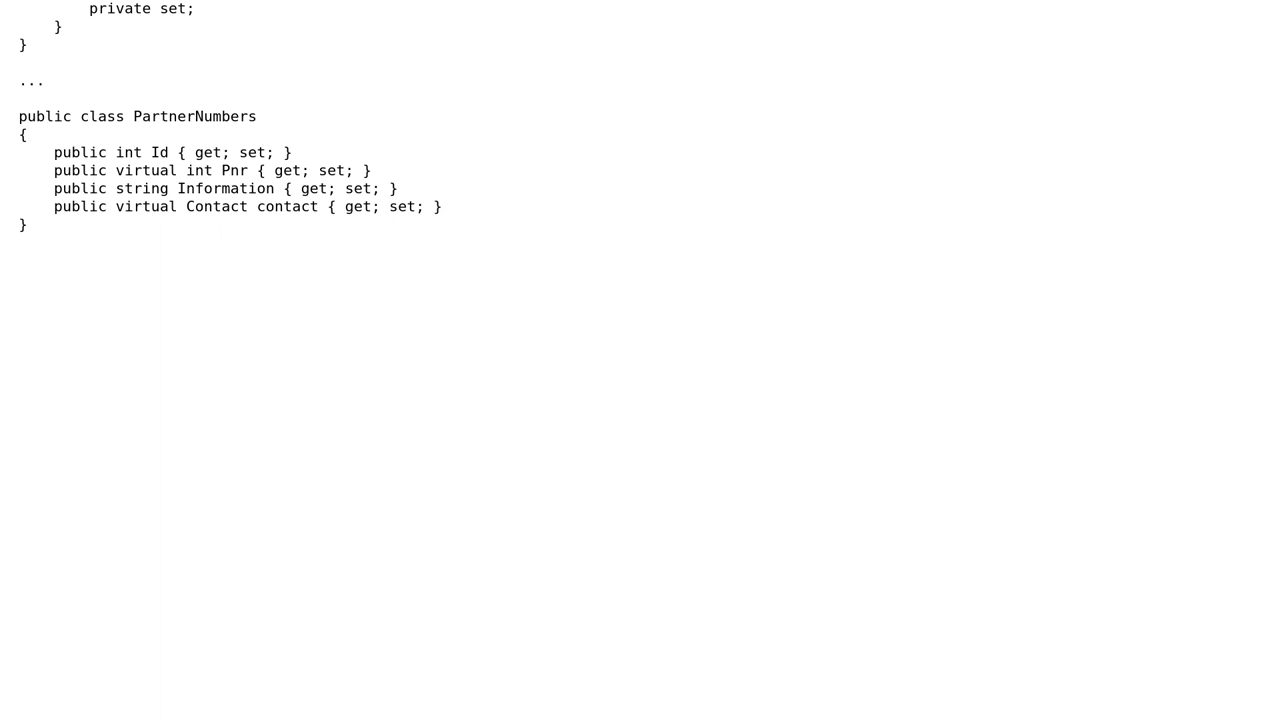 private set;
    }
}

...

public class PartnerNumbers
{
    public int Id { get; set; }
    public virtual int Pnr { get; set; }
    public string Information { get; set; }
    public virtual Contact contact { get; set; }
}